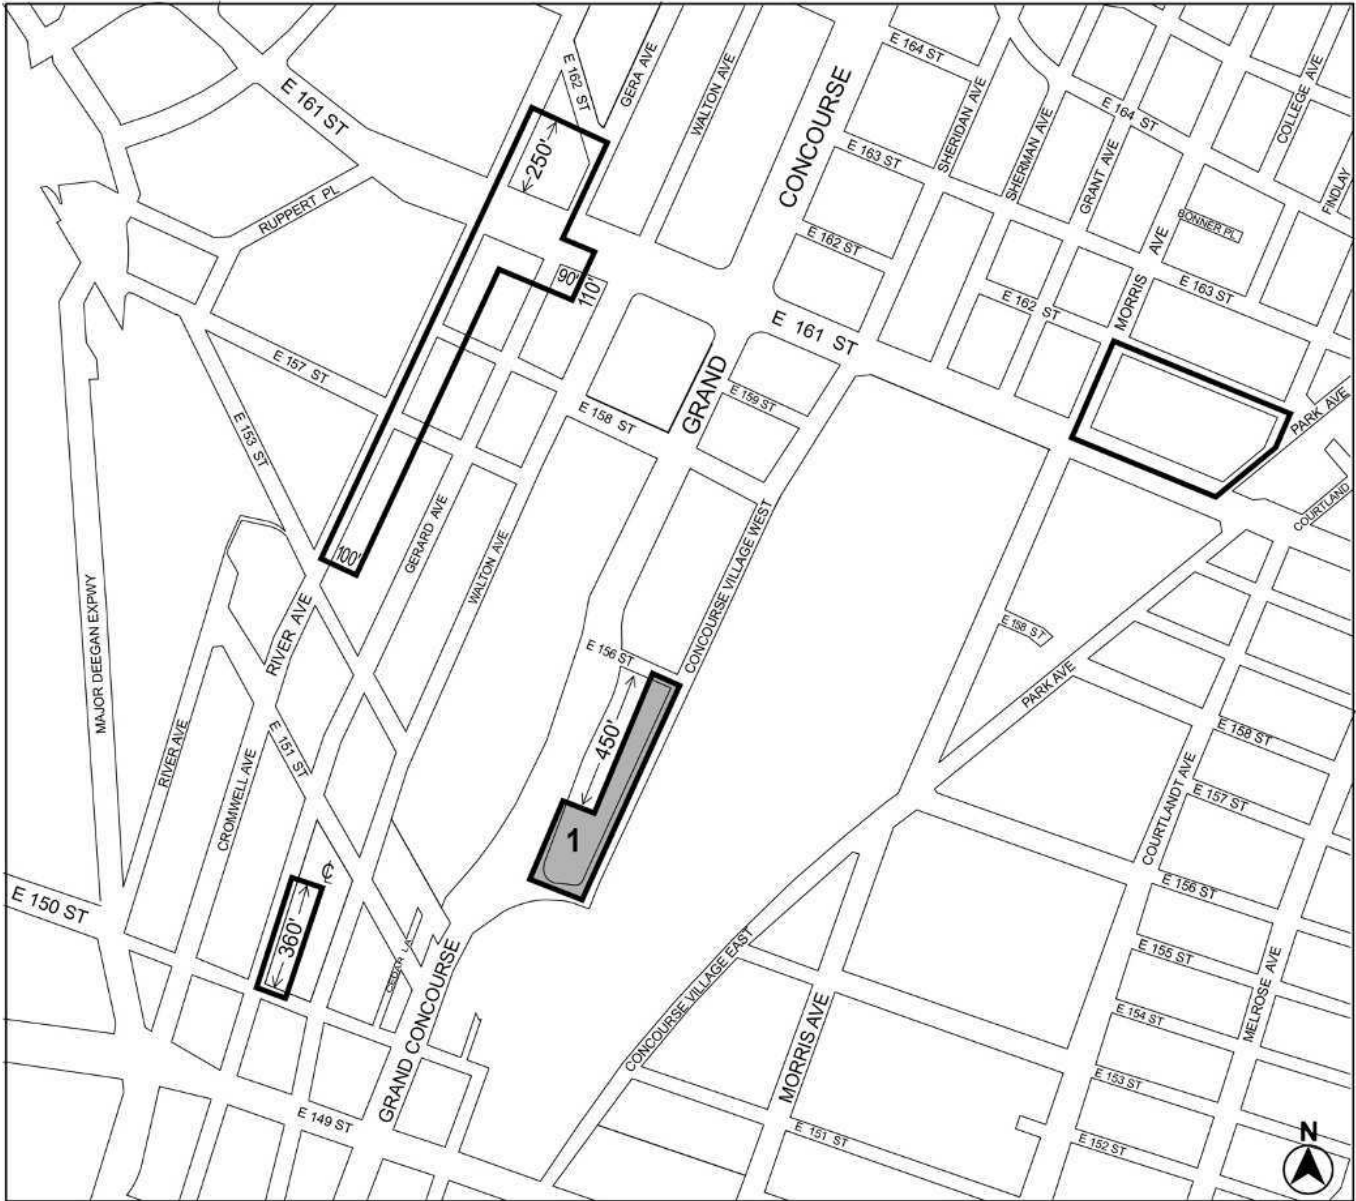 E 164 ST
E 162 ST
GERA AVE
WALTON AVE
CONCOURSE
COLLEGE AVE
E 161 ST
SHERIDAN AVE
E 164 ST
250'
E 163 ST
SHERMAN AVE
GRANT AVE
FINDLAY
RUPPERT PL
BONNER PL
E 162 ST
MORRIS AVE
E 163 ST
90'
110'
E 162 ST
E 161 ST
E 157 ST
GRAND
E 159 ST
PARK AVE
E 158 ST
E 153 ST
COURTLAND
GERARD AVE
WALTON AVE
CONCOURSE VILLAGE WEST
100'
MAJOR DEEGAN EXPWY
RIVER AVE
E 158 ST
E 156 ST
PARK AVE
RIVER AVE
CROMWELL AVE
E 151 ST
450'
E 158 ST
COURTLANDT AVE
E 157 ST
1
℄
E 156 ST
E 150 ST
360'
CEDAR LA
GRAND CONCOURSE
CONCOURSE VILLAGE EAST
E 155 ST
MELROSE AVE
MORRIS AVE
E 154 ST
E 153 ST
E 149 ST
E 151 ST
E 152 ST
N